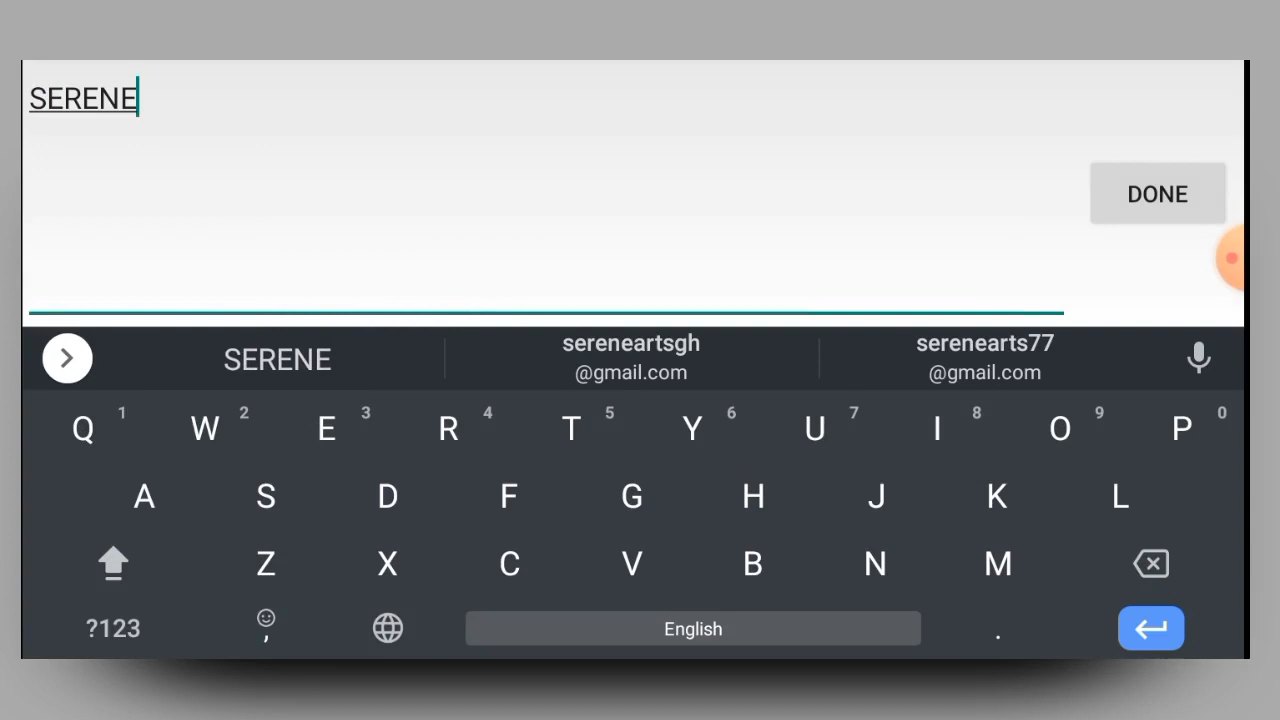 SERENE
DONE
SERENE
sereneartsgh
@gmail.com
serenearts77
@gmail.com
Q 1 W 2 E 3 R 4 T 5 Y 6 U 7 I 8 O 9 P 0
A S D F G H J K L
Z X C V B N M
?123 , English .